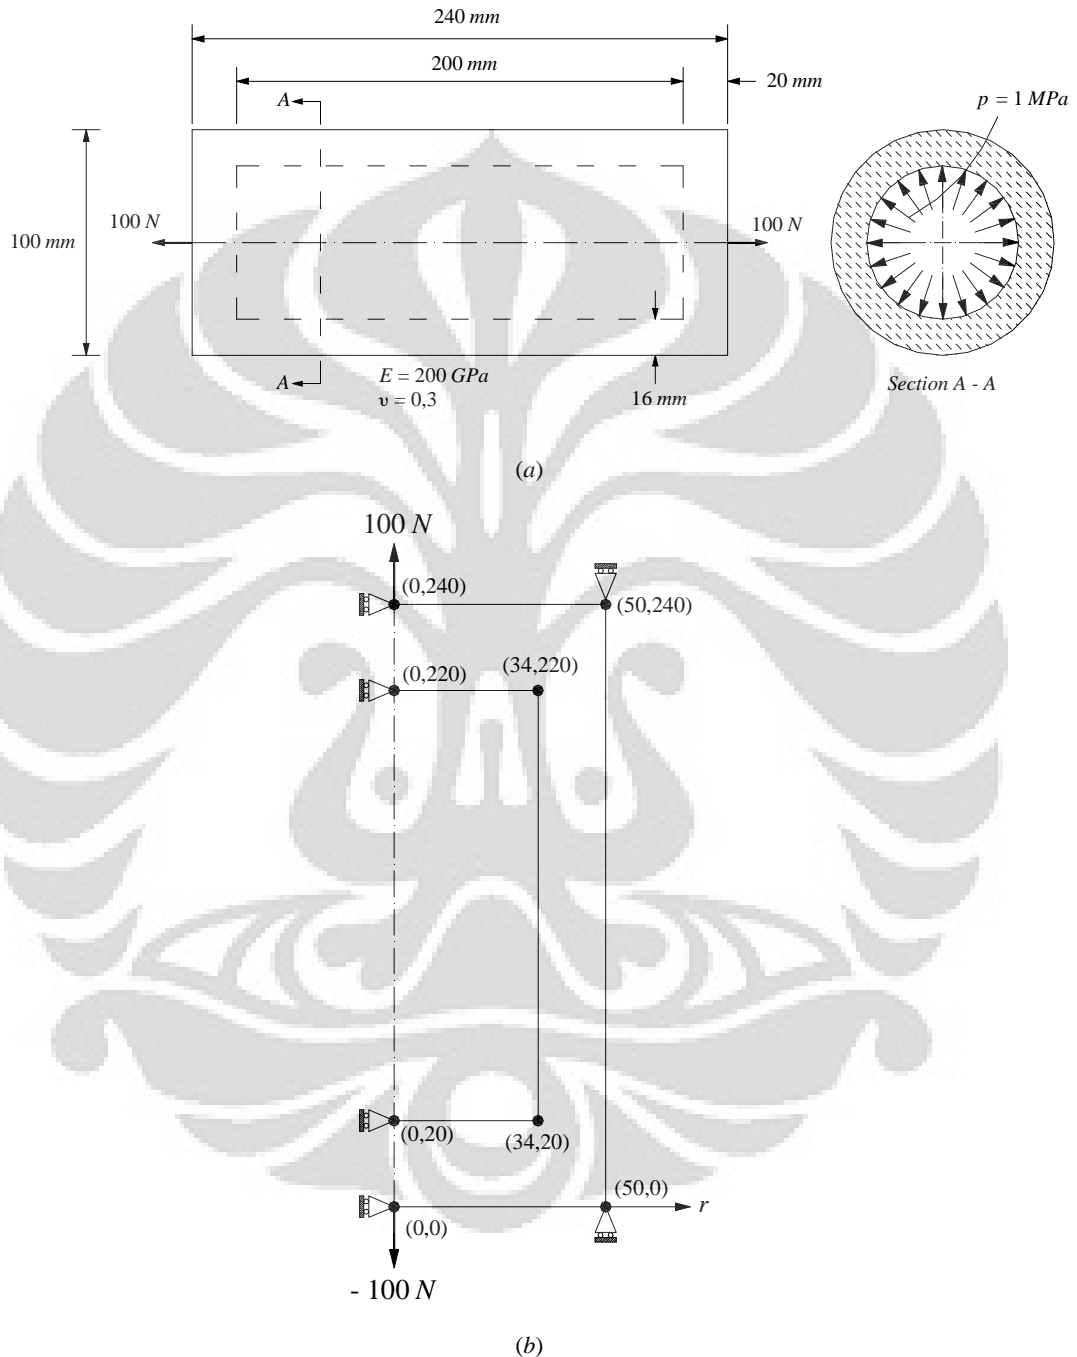 240 mm
200 mm
20 mm
A
p = 1 MPa
100 mm
100 N
100 N
A
E = 200 GPa
υ = 0,3
16 mm
Section A - A
(a)
100 N
(0,240)
(50,240)
(0,220)
(34,220)
(0,20)
(34,20)
(50,0)
r
(0,0)
- 100 N
(b)